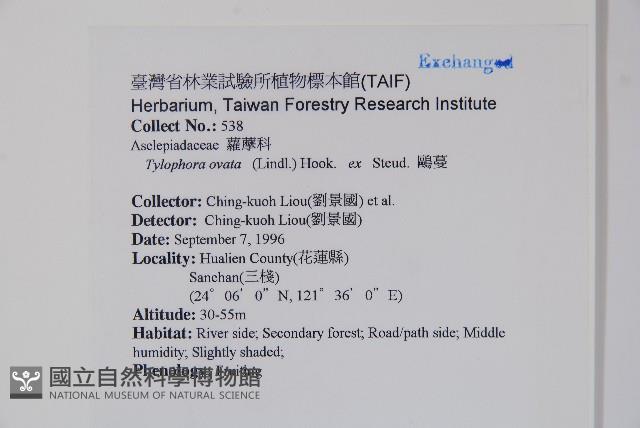 Exchanged
臺灣省林業試驗所植物標本館(TAIF)
Herbarium, Taiwan Forestry Research Institute
Collect No.: 538
Asclepiadaceae 蘿藦科
Tylophora ovata (Lindl.) Hook. ex Steud. 鷗蔓
Collector: Ching-kuoh Liou(劉景國) et al.
Detector: Ching-kuoh Liou(劉景國)
Date: September 7, 1996
Locality: Hualien County(花蓮縣)
Sanchan(三棧)
(24° 06' 0" N, 121° 36' 0" E)
Altitude: 30-55m
Habitat: River side; Secondary forest; Road/path side; Middle
humidity; Slightly shaded;
Phenology:
國立自然科學博物館
NATIONAL MUSEUM OF NATURAL SCIENCE